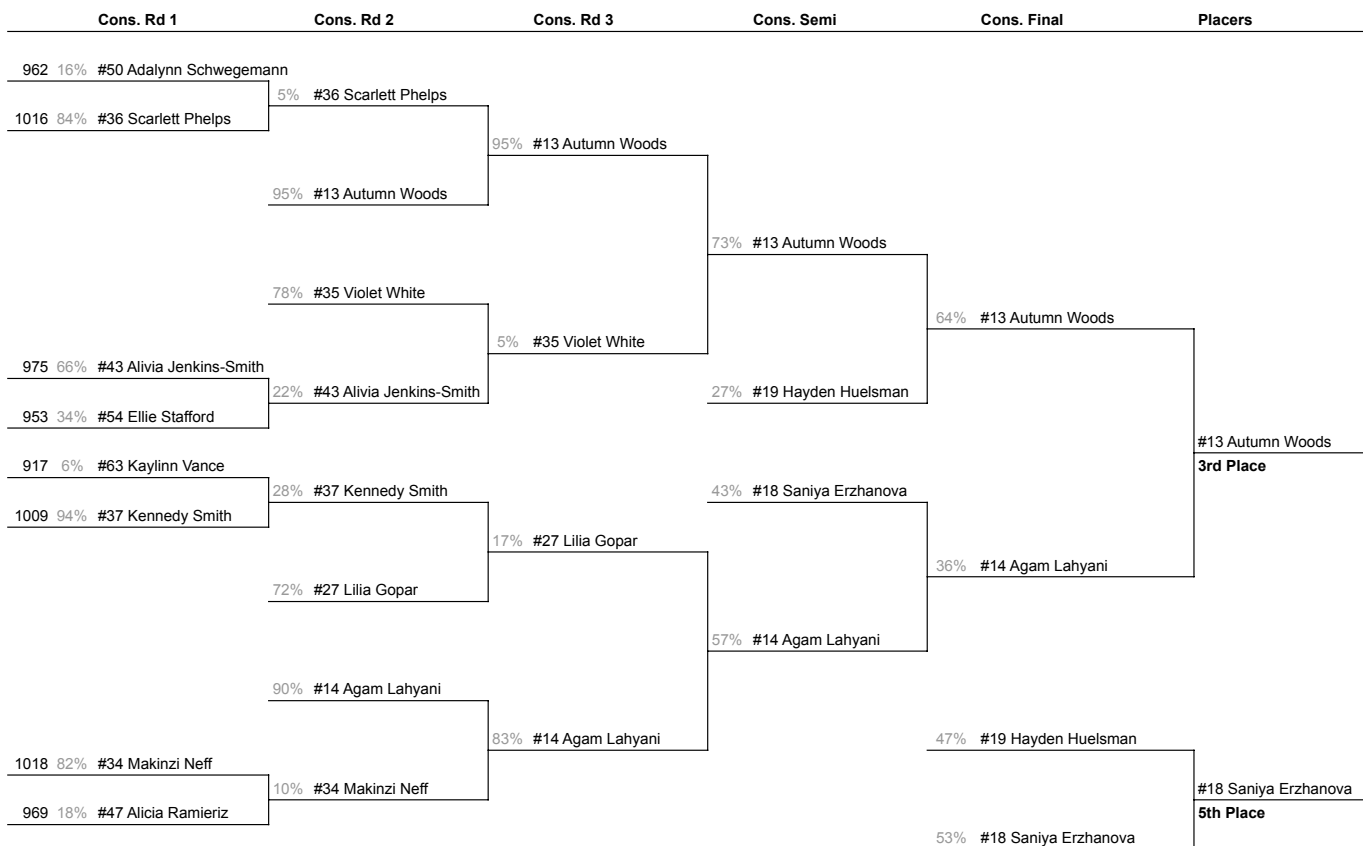 Cons. Rd 1 Cons. Rd 2 Cons. Rd 3 Cons. Semi Cons. Final Placers
962 16% #50 Adalynn Schwegemann
5% #36 Scarlett Phelps
1016 84% #36 Scarlett Phelps
95% #13 Autumn Woods
95% #13 Autumn Woods
73% #13 Autumn Woods
78% #35 Violet White
64% #13 Autumn Woods
5% #35 Violet White
975 66% #43 Alivia Jenkins-Smith
22% #43 Alivia Jenkins-Smith
27% #19 Hayden Huelsman
953 34% #54 Ellie Stafford
#13 Autumn Woods
917 6% #63 Kaylinn Vance
3rd Place
28% #37 Kennedy Smith
43% #18 Saniya Erzhanova
1009 94% #37 Kennedy Smith
17% #27 Lilia Gopar
36% #14 Agam Lahyani
72% #27 Lilia Gopar
57% #14 Agam Lahyani
90% #14 Agam Lahyani
83% #14 Agam Lahyani
47% #19 Hayden Huelsman
1018 82% #34 Makinzi Neff
10% #34 Makinzi Neff
#18 Saniya Erzhanova
969 18% #47 Alicia Ramieriz
5th Place
53% #18 Saniya Erzhanova